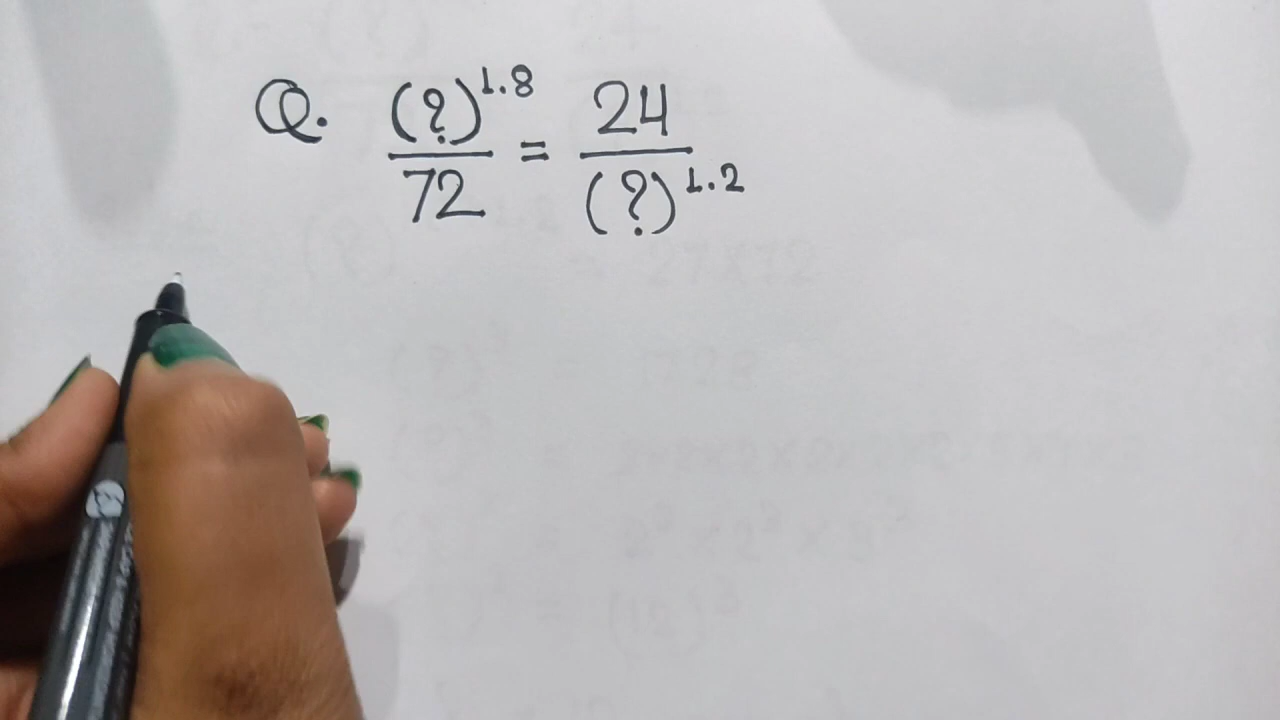 Q. (?)^1.8 / 72 = 24 / (?)^1.2